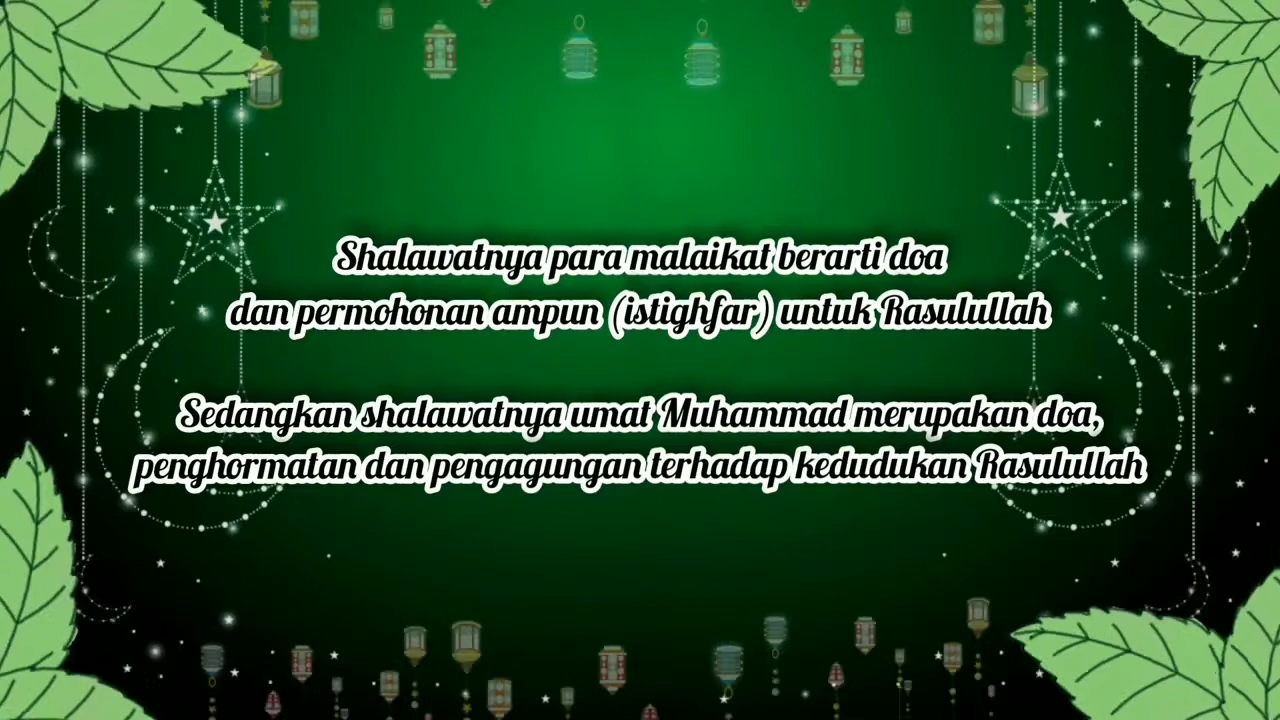 Shalawatnya para malaikat berarti doa
dan permohonan ampun (istighfar) untuk Rasulullah
Sedangkan shalawatnya umat Muhammad merupakan doa,
penghormatan dan pengagungan terhadap kedudukan Rasulullah